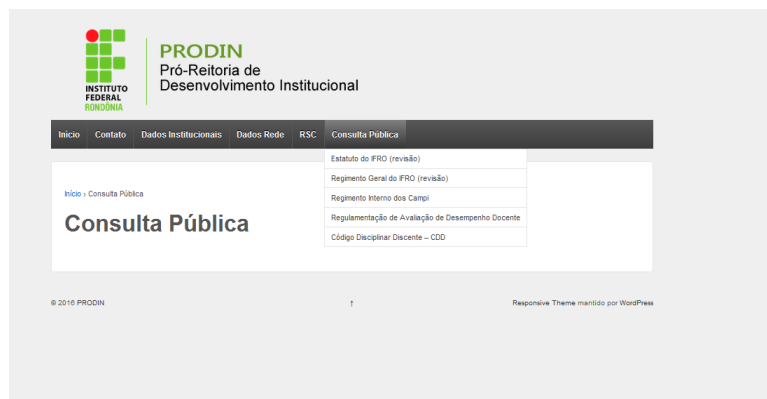 PRODIN
Pró-Reitoria de
Desenvolvimento Institucional
INSTITUTO
FEDERAL
RONDÔNIA
Início Contato Dados Institucionais Dados Rede RSC Consulta Pública
Estatuto do IFRO (revisão)
Regimento Geral do IFRO (revisão)
Regimento Interno dos Campi
Regulamentação de Avaliação de Desempenho Docente
Código Disciplinar Discente – CDD
Início › Consulta Pública
Consulta Pública
© 2016 PRODIN ↑ Responsive Theme mantido por WordPress